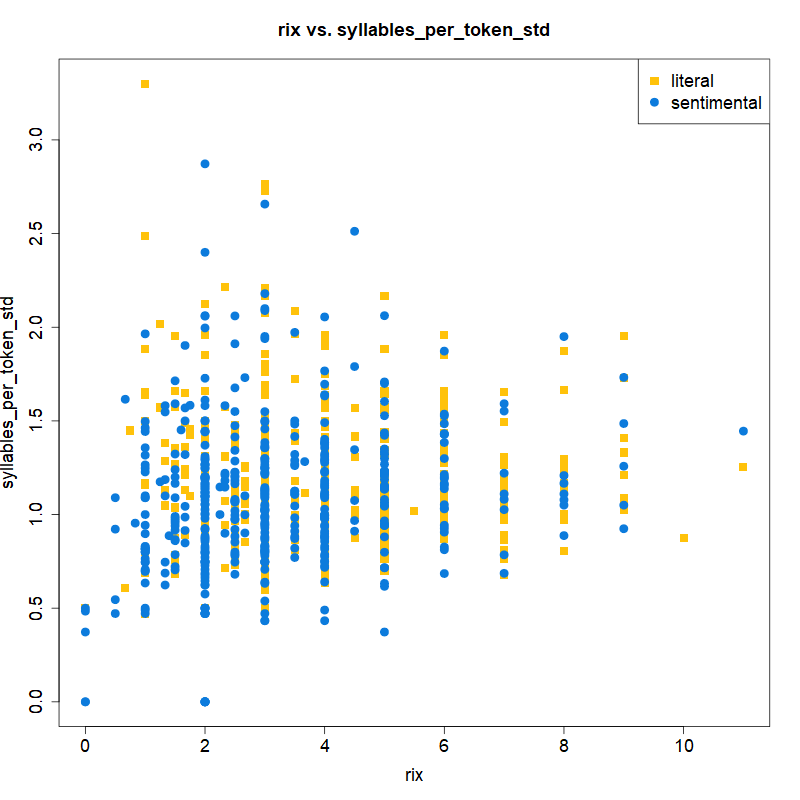 rix vs. syllables_per_token_std
literal
sentimental
syllables_per_token_std
0.0
0.5
1.0
1.5
2.0
2.5
3.0
0
2
4
6
8
10
rix